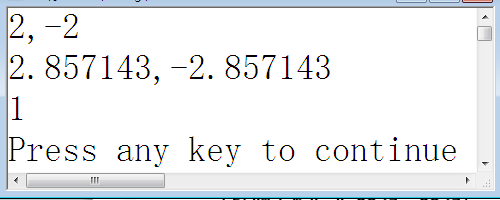 2,-2
2.857143,-2.857143
1
Press any key to continue